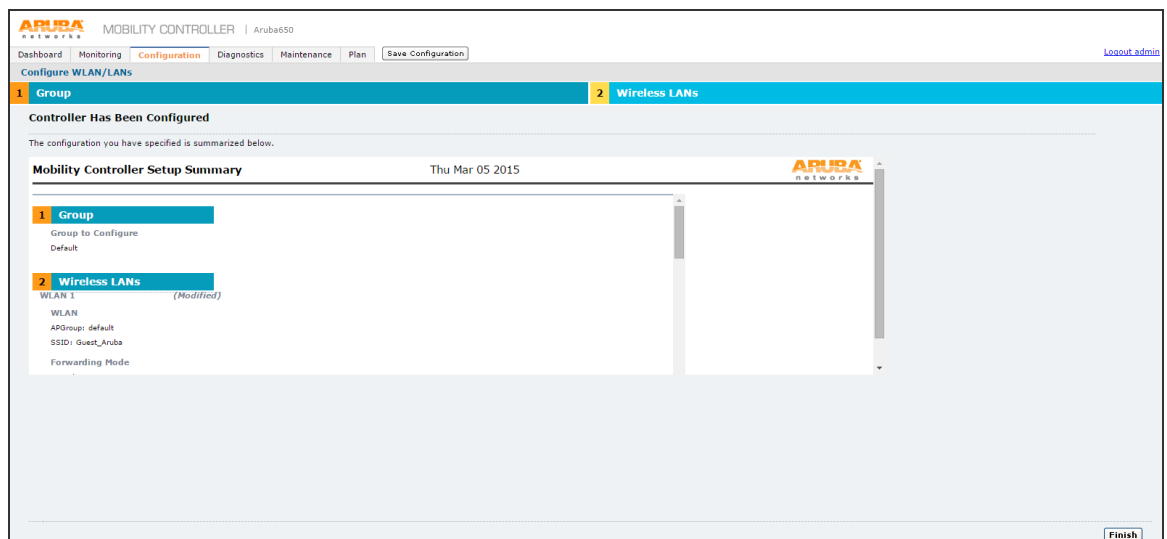 ARUBA networks MOBILITY CONTROLLER | Aruba650
Dashboard Monitoring Configuration Diagnostics Maintenance Plan Save Configuration Logout admin
Configure WLAN/LANs
1 Group 2 Wireless LANs
Controller Has Been Configured
The configuration you have specified is summarized below.
Mobility Controller Setup Summary Thu Mar 05 2015 ARUBA networks
1 Group
Group to Configure
Default
2 Wireless LANs
WLAN 1 (Modified)
WLAN
APGroup: default
SSID: Guest_Aruba
Forwarding Mode
Finish